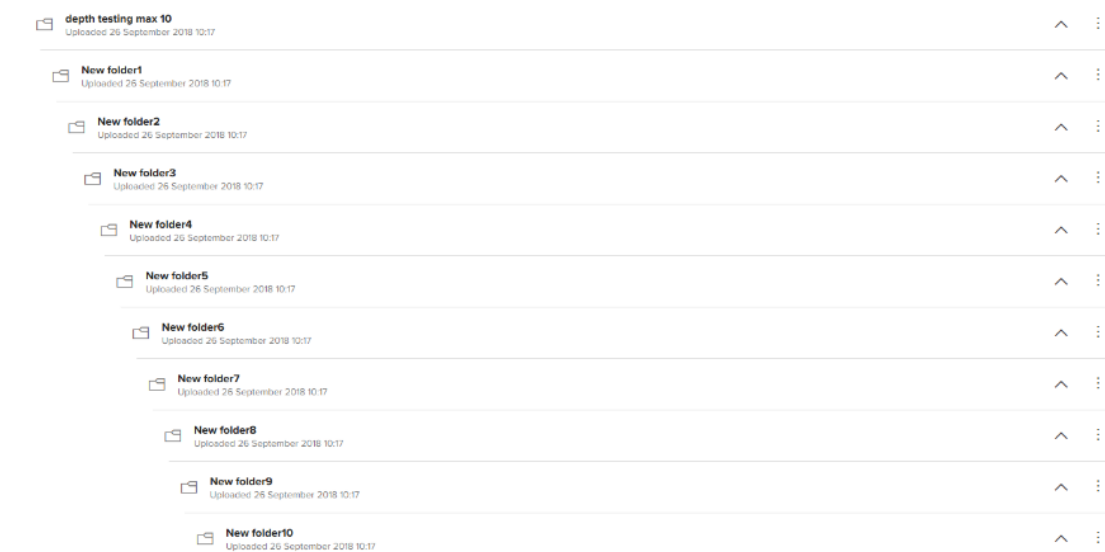 depth testing max 10
Uploaded 26 September 2018 10:17
New folder1
Uploaded 26 September 2018 10:17
New folder2
Uploaded 26 September 2018 10:17
New folder3
Uploaded 26 September 2018 10:17
New folder4
Uploaded 26 September 2018 10:17
New folder5
Uploaded 26 September 2018 10:17
New folder6
Uploaded 26 September 2018 10:17
New folder7
Uploaded 26 September 2018 10:17
New folder8
Uploaded 26 September 2018 10:17
New folder9
Uploaded 26 September 2018 10:17
New folder10
Uploaded 26 September 2018 10:17